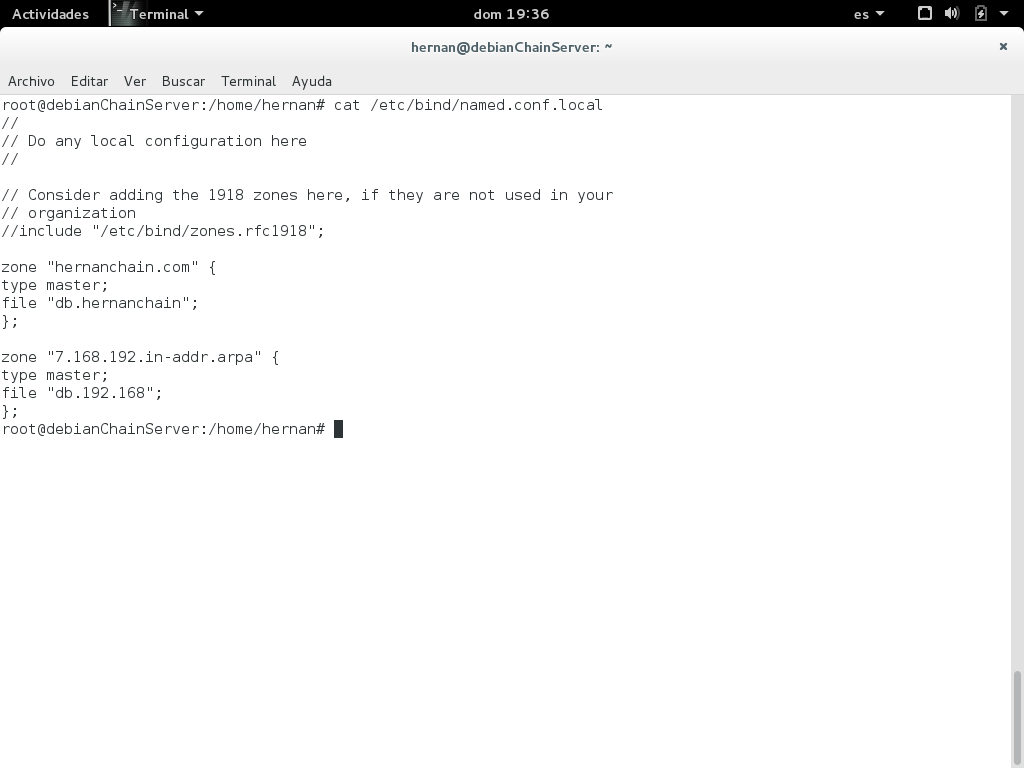 Actividades Terminal dom 19:36 es
hernan@debianChainServer: ~ ×
Archivo Editar Ver Buscar Terminal Ayuda
root@debianChainServer:/home/hernan# cat /etc/bind/named.conf.local
//
// Do any local configuration here
//
// Consider adding the 1918 zones here, if they are not used in your
// organization
//include "/etc/bind/zones.rfc1918";
zone "hernanchain.com" {
type master;
file "db.hernanchain";
};
zone "7.168.192.in-addr.arpa" {
type master;
file "db.192.168";
};
root@debianChainServer:/home/hernan#